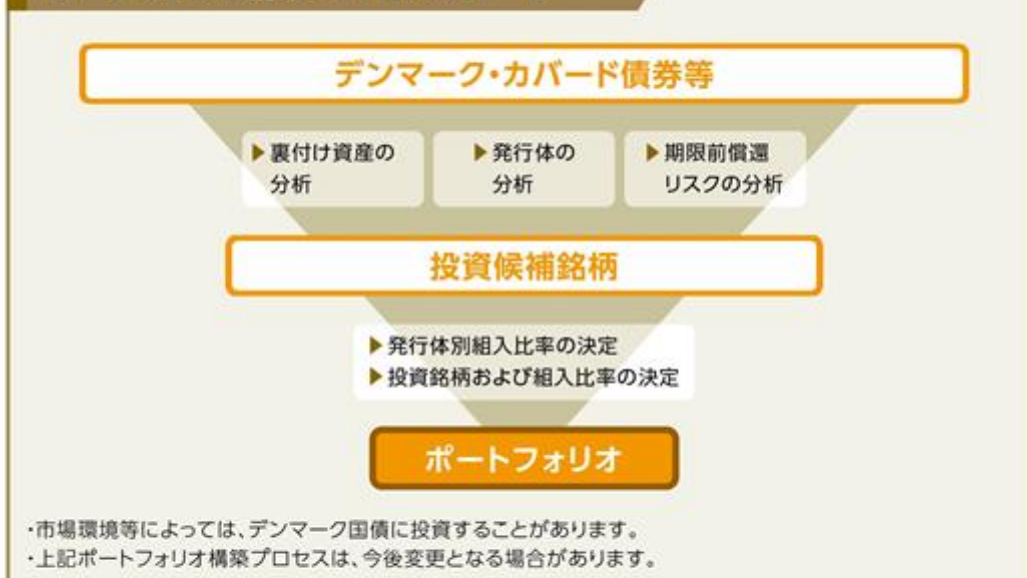 デンマーク・カバード債券等
▶裏付け資産の
分析
▶発行体の
分析
▶期限前償還
リスクの分析
投資候補銘柄
▶発行体別組入比率の決定
▶投資銘柄および組入比率の決定
ポートフォリオ
・市場環境等によっては、デンマーク国債に投資することがあります。
・上記ポートフォリオ構築プロセスは、今後変更となる場合があります。